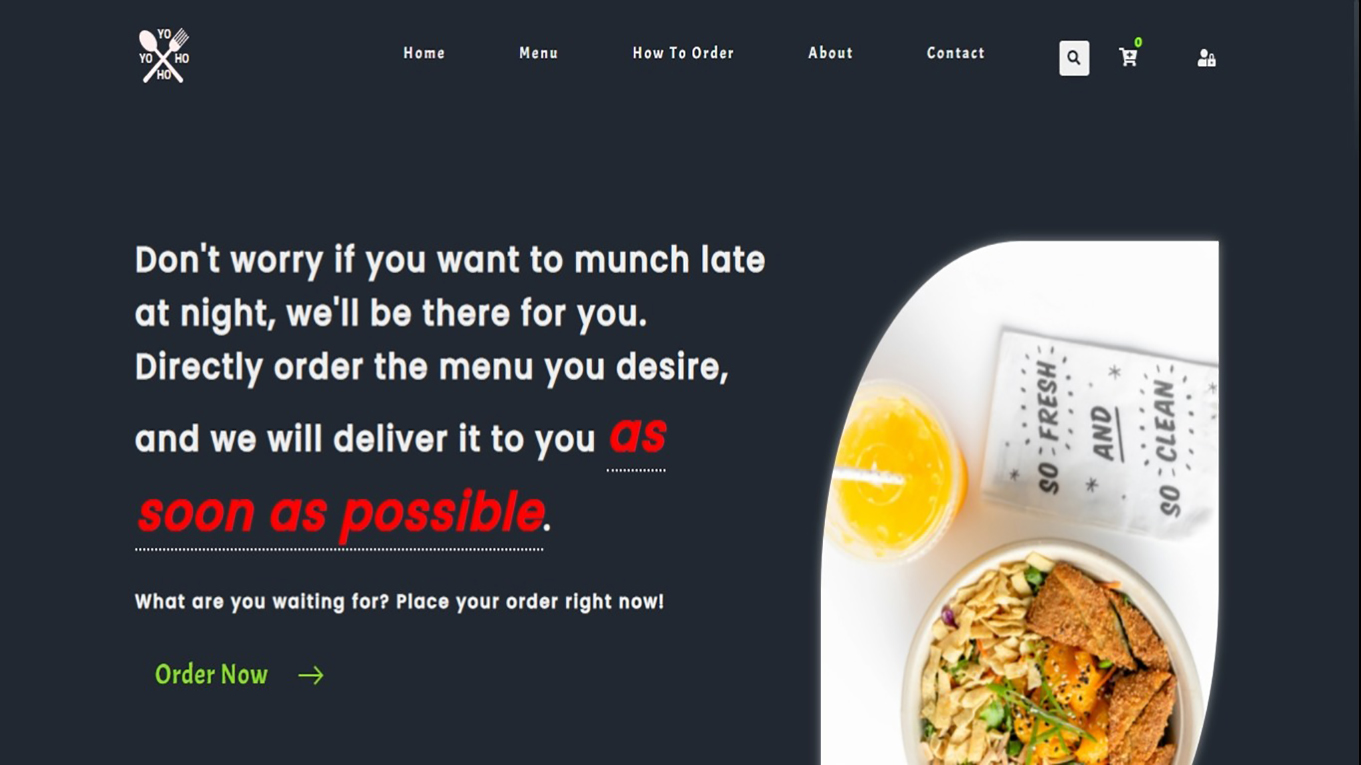 YO
YO HO
HO
Home
Menu
How To Order
About
Contact
0
Don't worry if you want to munch late
at night, we'll be there for you.
Directly order the menu you desire,
and we will deliver it to you as
soon as possible.
What are you waiting for? Place your order right now!
Order Now
SO FRESH
AND
SO CLEAN